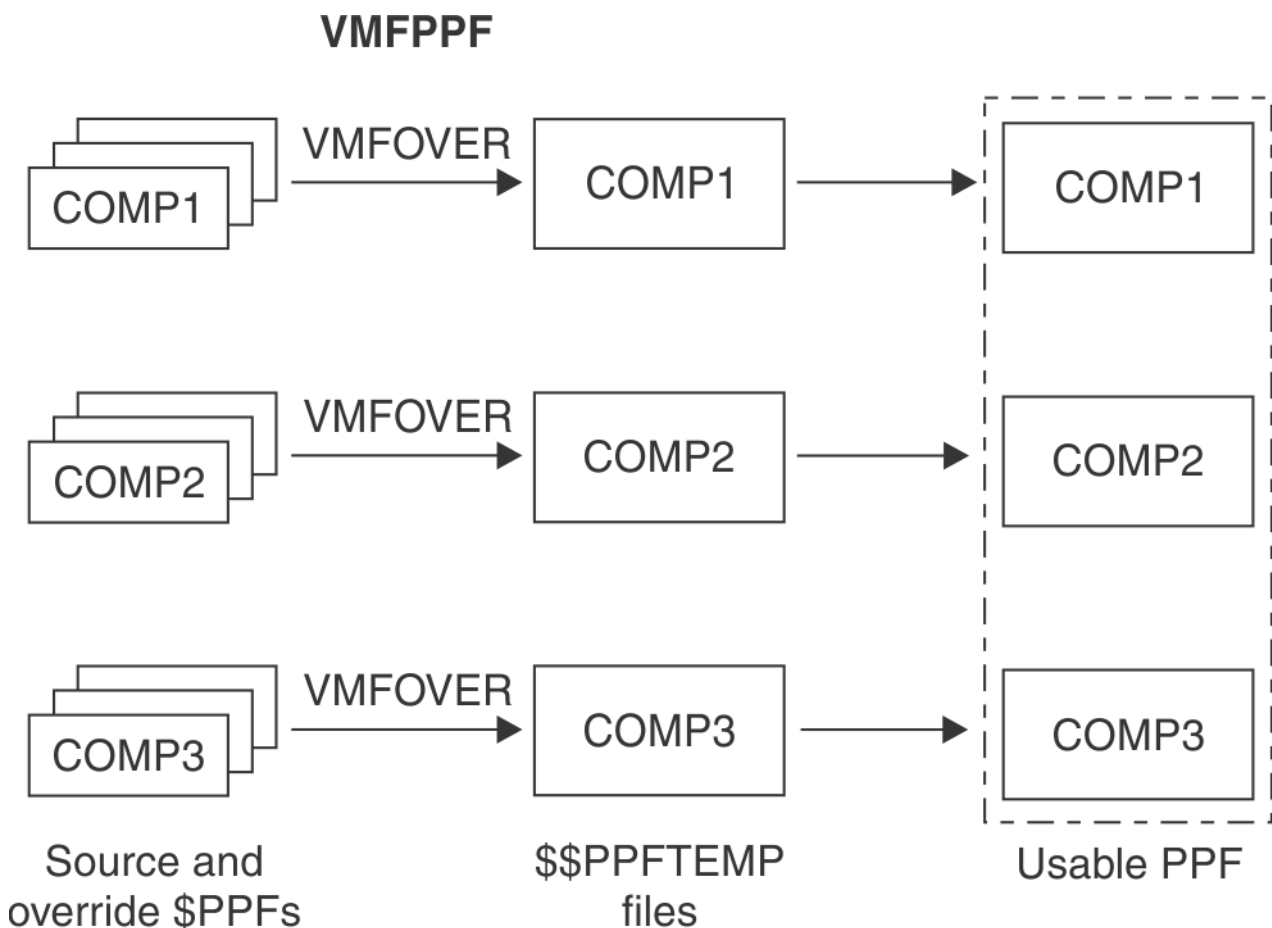 VMFPPF
VMFOVER
COMP1
COMP1
COMP1
VMFOVER
COMP2
COMP2
COMP2
VMFOVER
COMP3
COMP3
COMP3
Source and
override $PPFs
$$PPFTEMP
files
Usable PPF